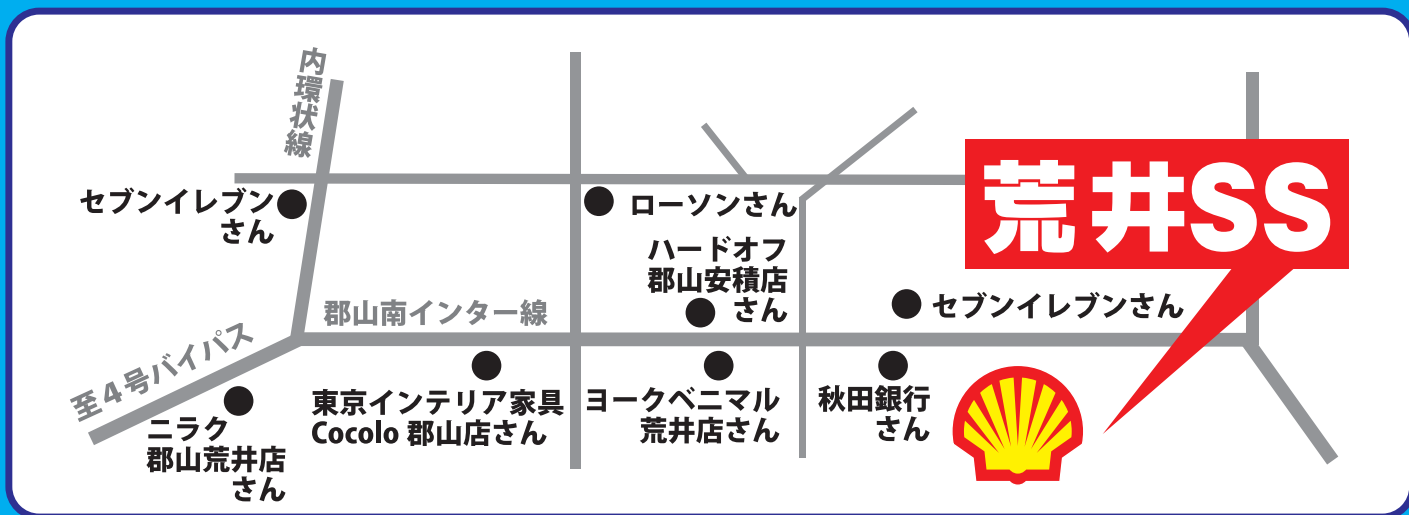 内環状線
セブンイレブン
さん
ローソンさん
荒井SS
ハードオフ
郡山安積店
さん
セブンイレブンさん
郡山南インター線
至4号バイパス
ニラク
郡山荒井店
さん
東京インテリア家具
Cocolo 郡山店さん
ヨークベニマル
荒井店さん
秋田銀行
さん